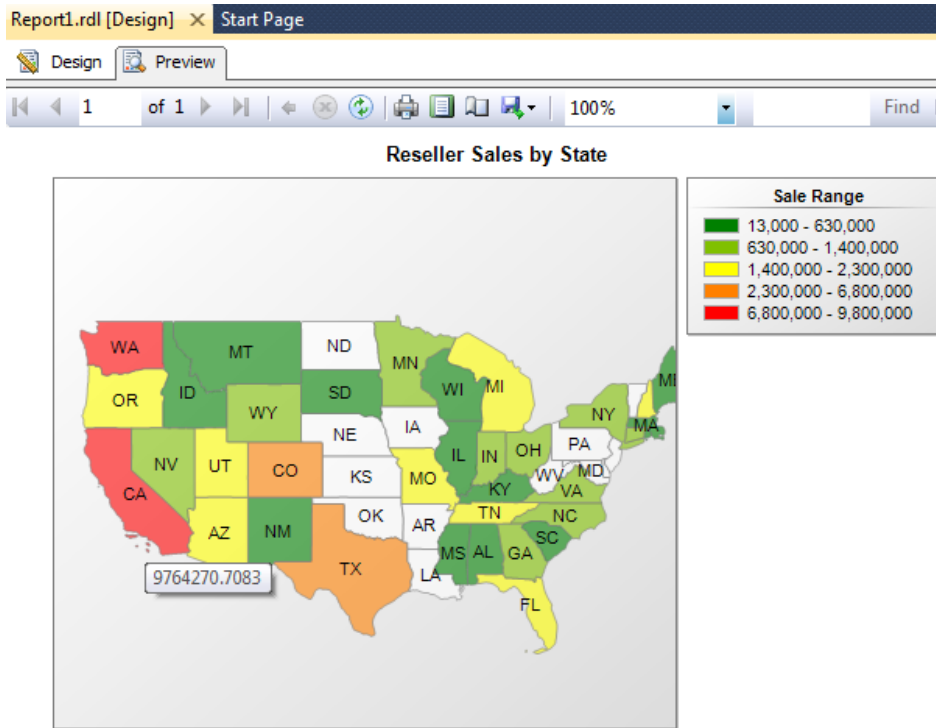 Report1.rdl [Design] Start Page
Design Preview
1 of 1 100% Find
Reseller Sales by State
Sale Range
13,000 - 630,000
630,000 - 1,400,000
1,400,000 - 2,300,000
2,300,000 - 6,800,000
6,800,000 - 9,800,000
WA MT ND MN MI ME
OR ID SD WI NY
WY MA
NE IA
NV UT CO IL IN OH PA
CA KS MO WV MD
KY VA
AZ NM OK AR TN NC
SC
TX MS AL GA
LA
9764270.7083
FL